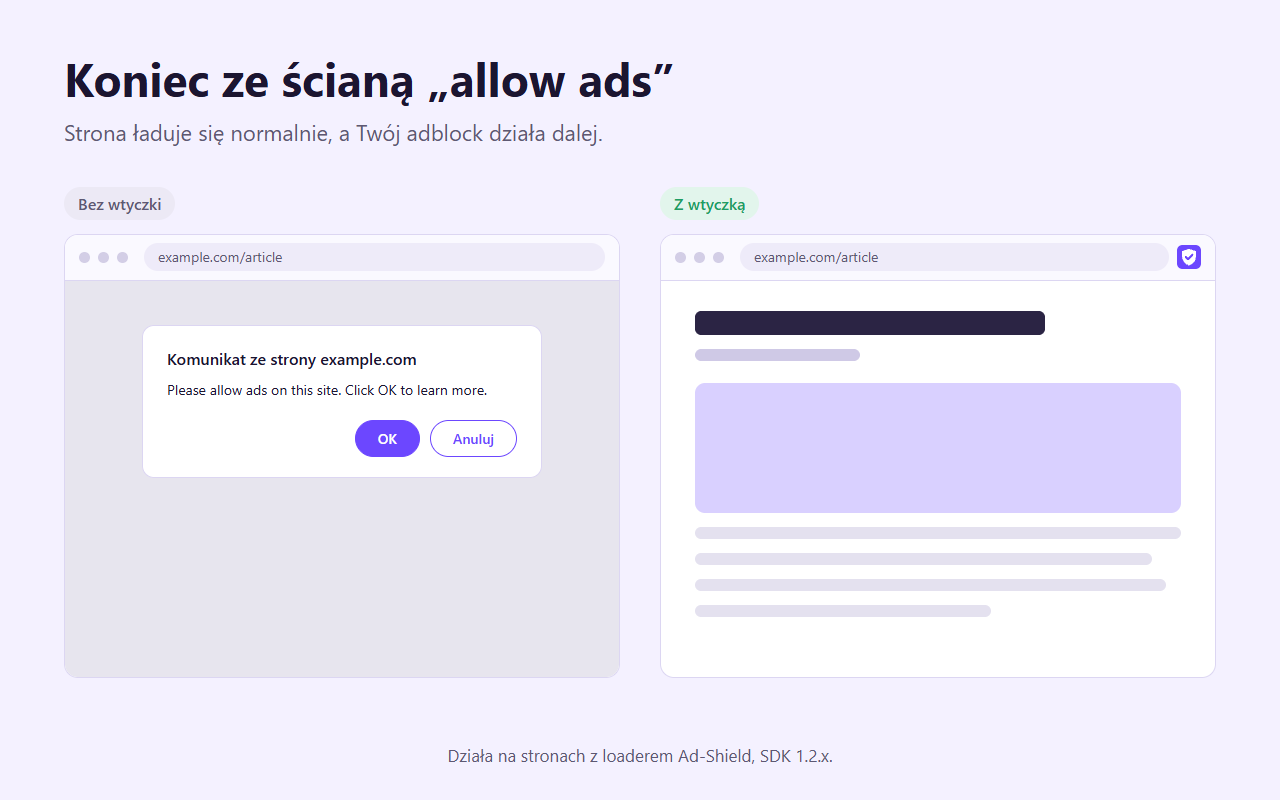 Koniec ze ścianą „allow ads”
Strona ładuje się normalnie, a Twój adblock działa dalej.
Bez wtyczki
example.com/article
Komunikat ze strony example.com
Please allow ads on this site. Click OK to learn more.
OK
Anuluj
Z wtyczką
example.com/article
Działa na stronach z loaderem Ad-Shield, SDK 1.2.x.